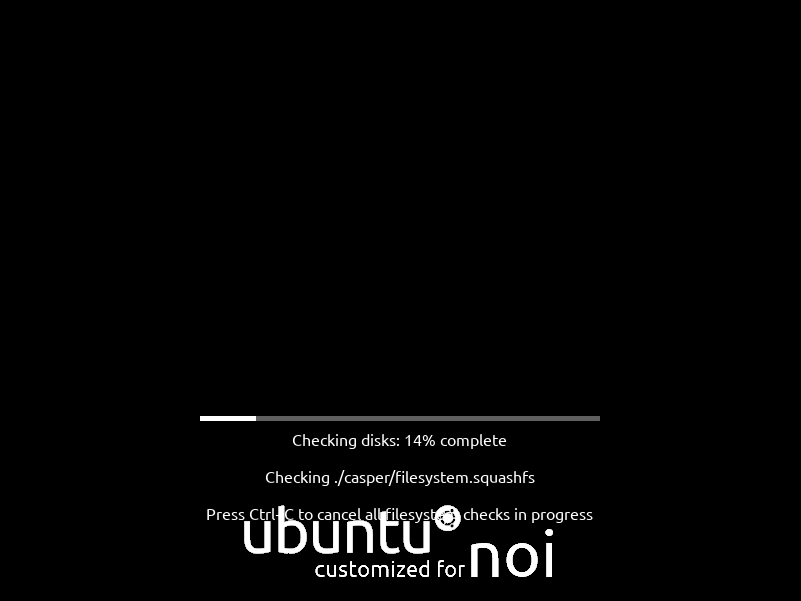 Checking disks: 14% complete
Checking ./casper/filesystem.squashfs
Press Ctrl+C to cancel all filesystem checks in progress
ubuntu
customized for noi